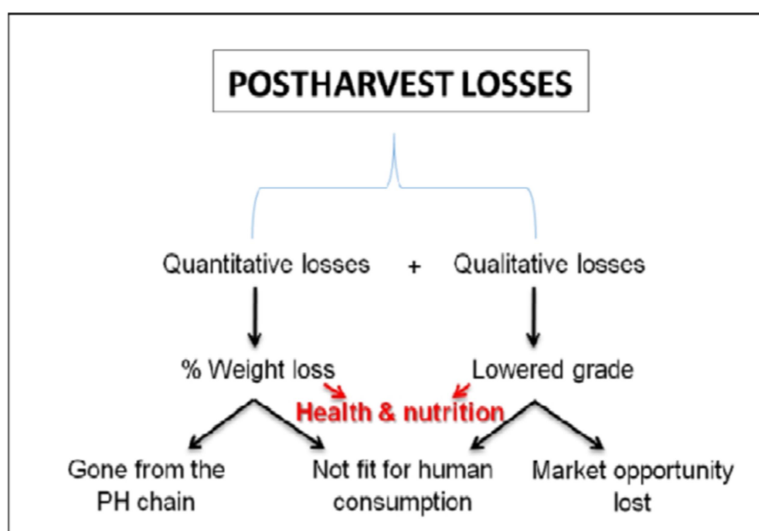 POSTHARVEST LOSSES
Quantitative losses + Qualitative losses
% Weight loss
Lowered grade
Health & nutrition
Gone from the
PH chain
Not fit for human
consumption
Market opportunity
lost